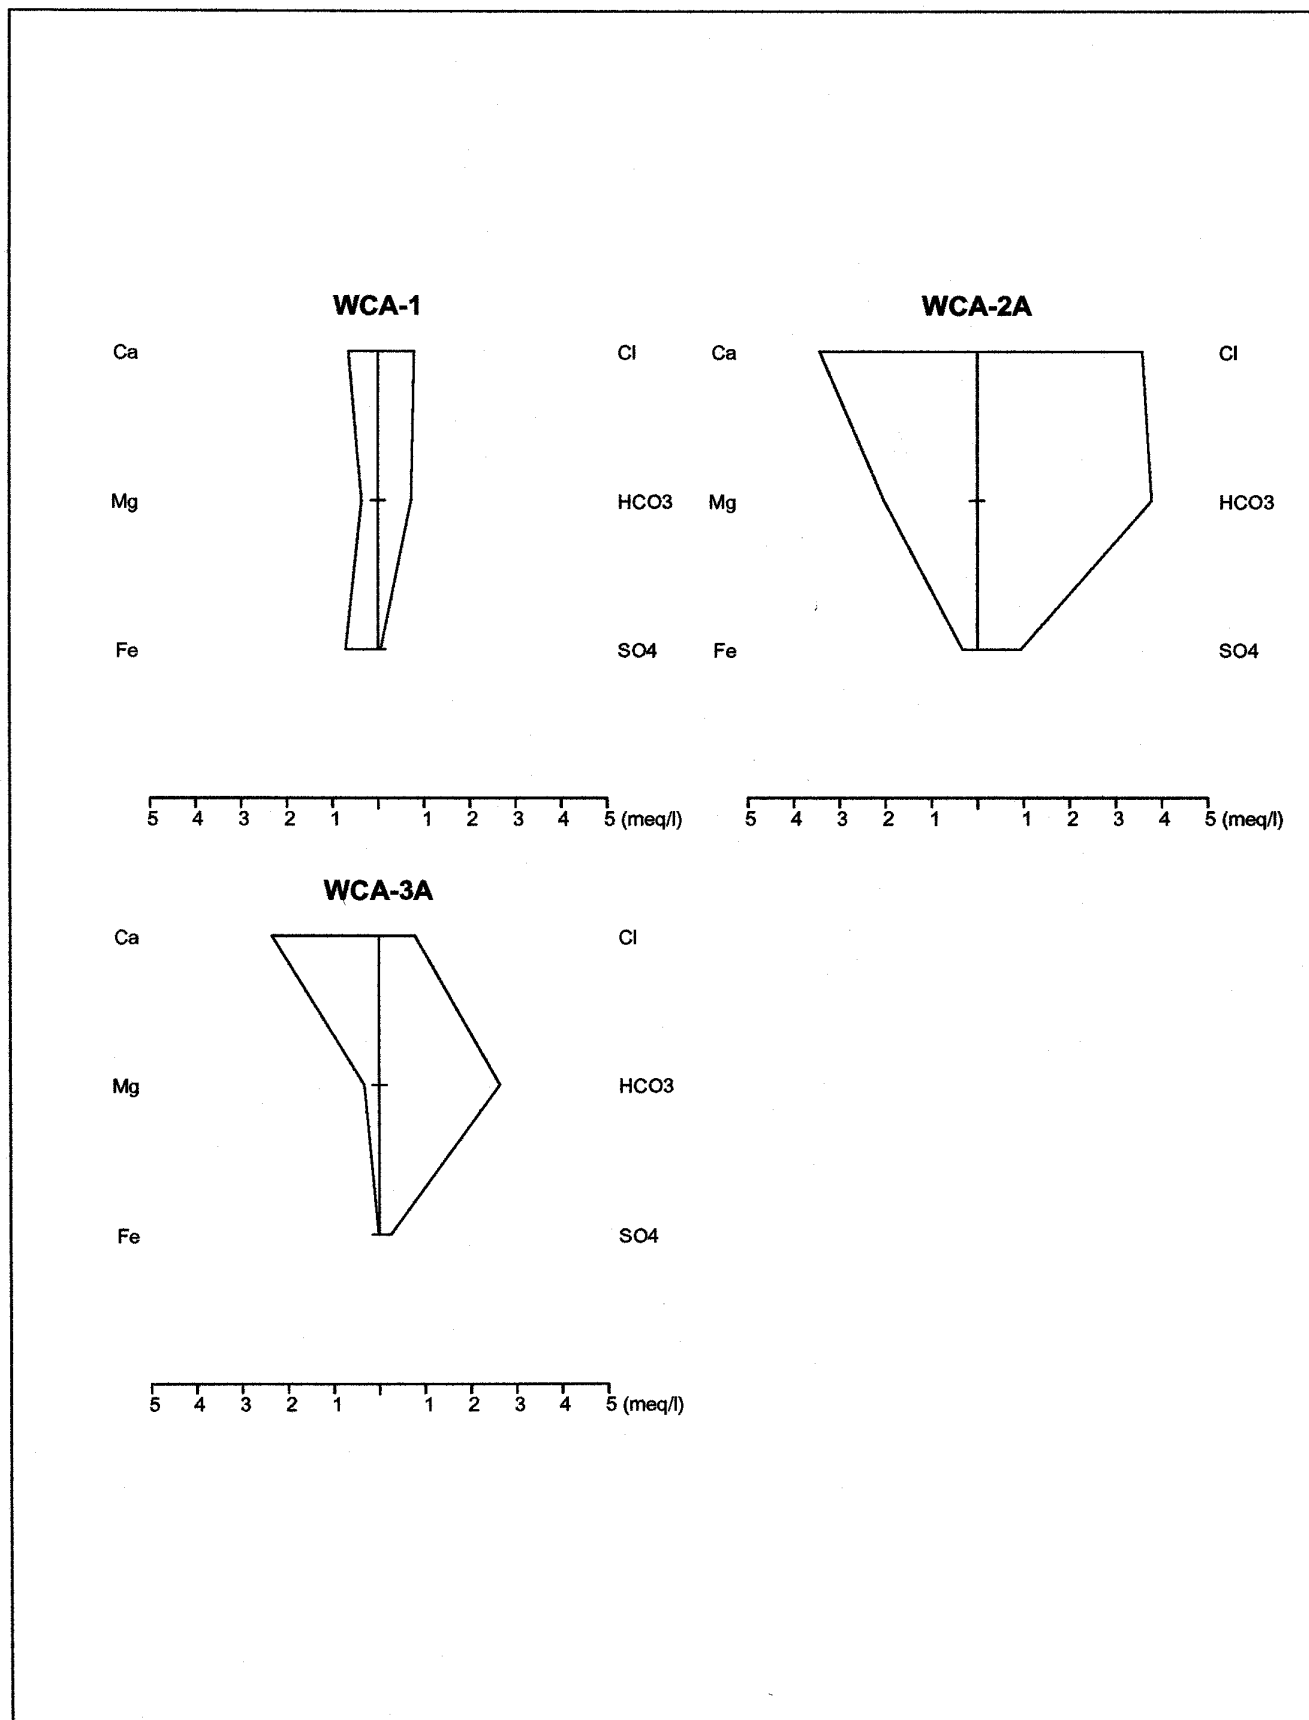 WCA-1
WCA-2A
Ca Cl Ca Cl
Mg HCO3 Mg HCO3
Fe SO4 Fe SO4
5 4 3 2 1 1 2 3 4 5 (meq/l) 5 4 3 2 1 1 2 3 4 5 (meq/l)
WCA-3A
Ca Cl
Mg HCO3
Fe SO4
5 4 3 2 1 1 2 3 4 5 (meq/l)